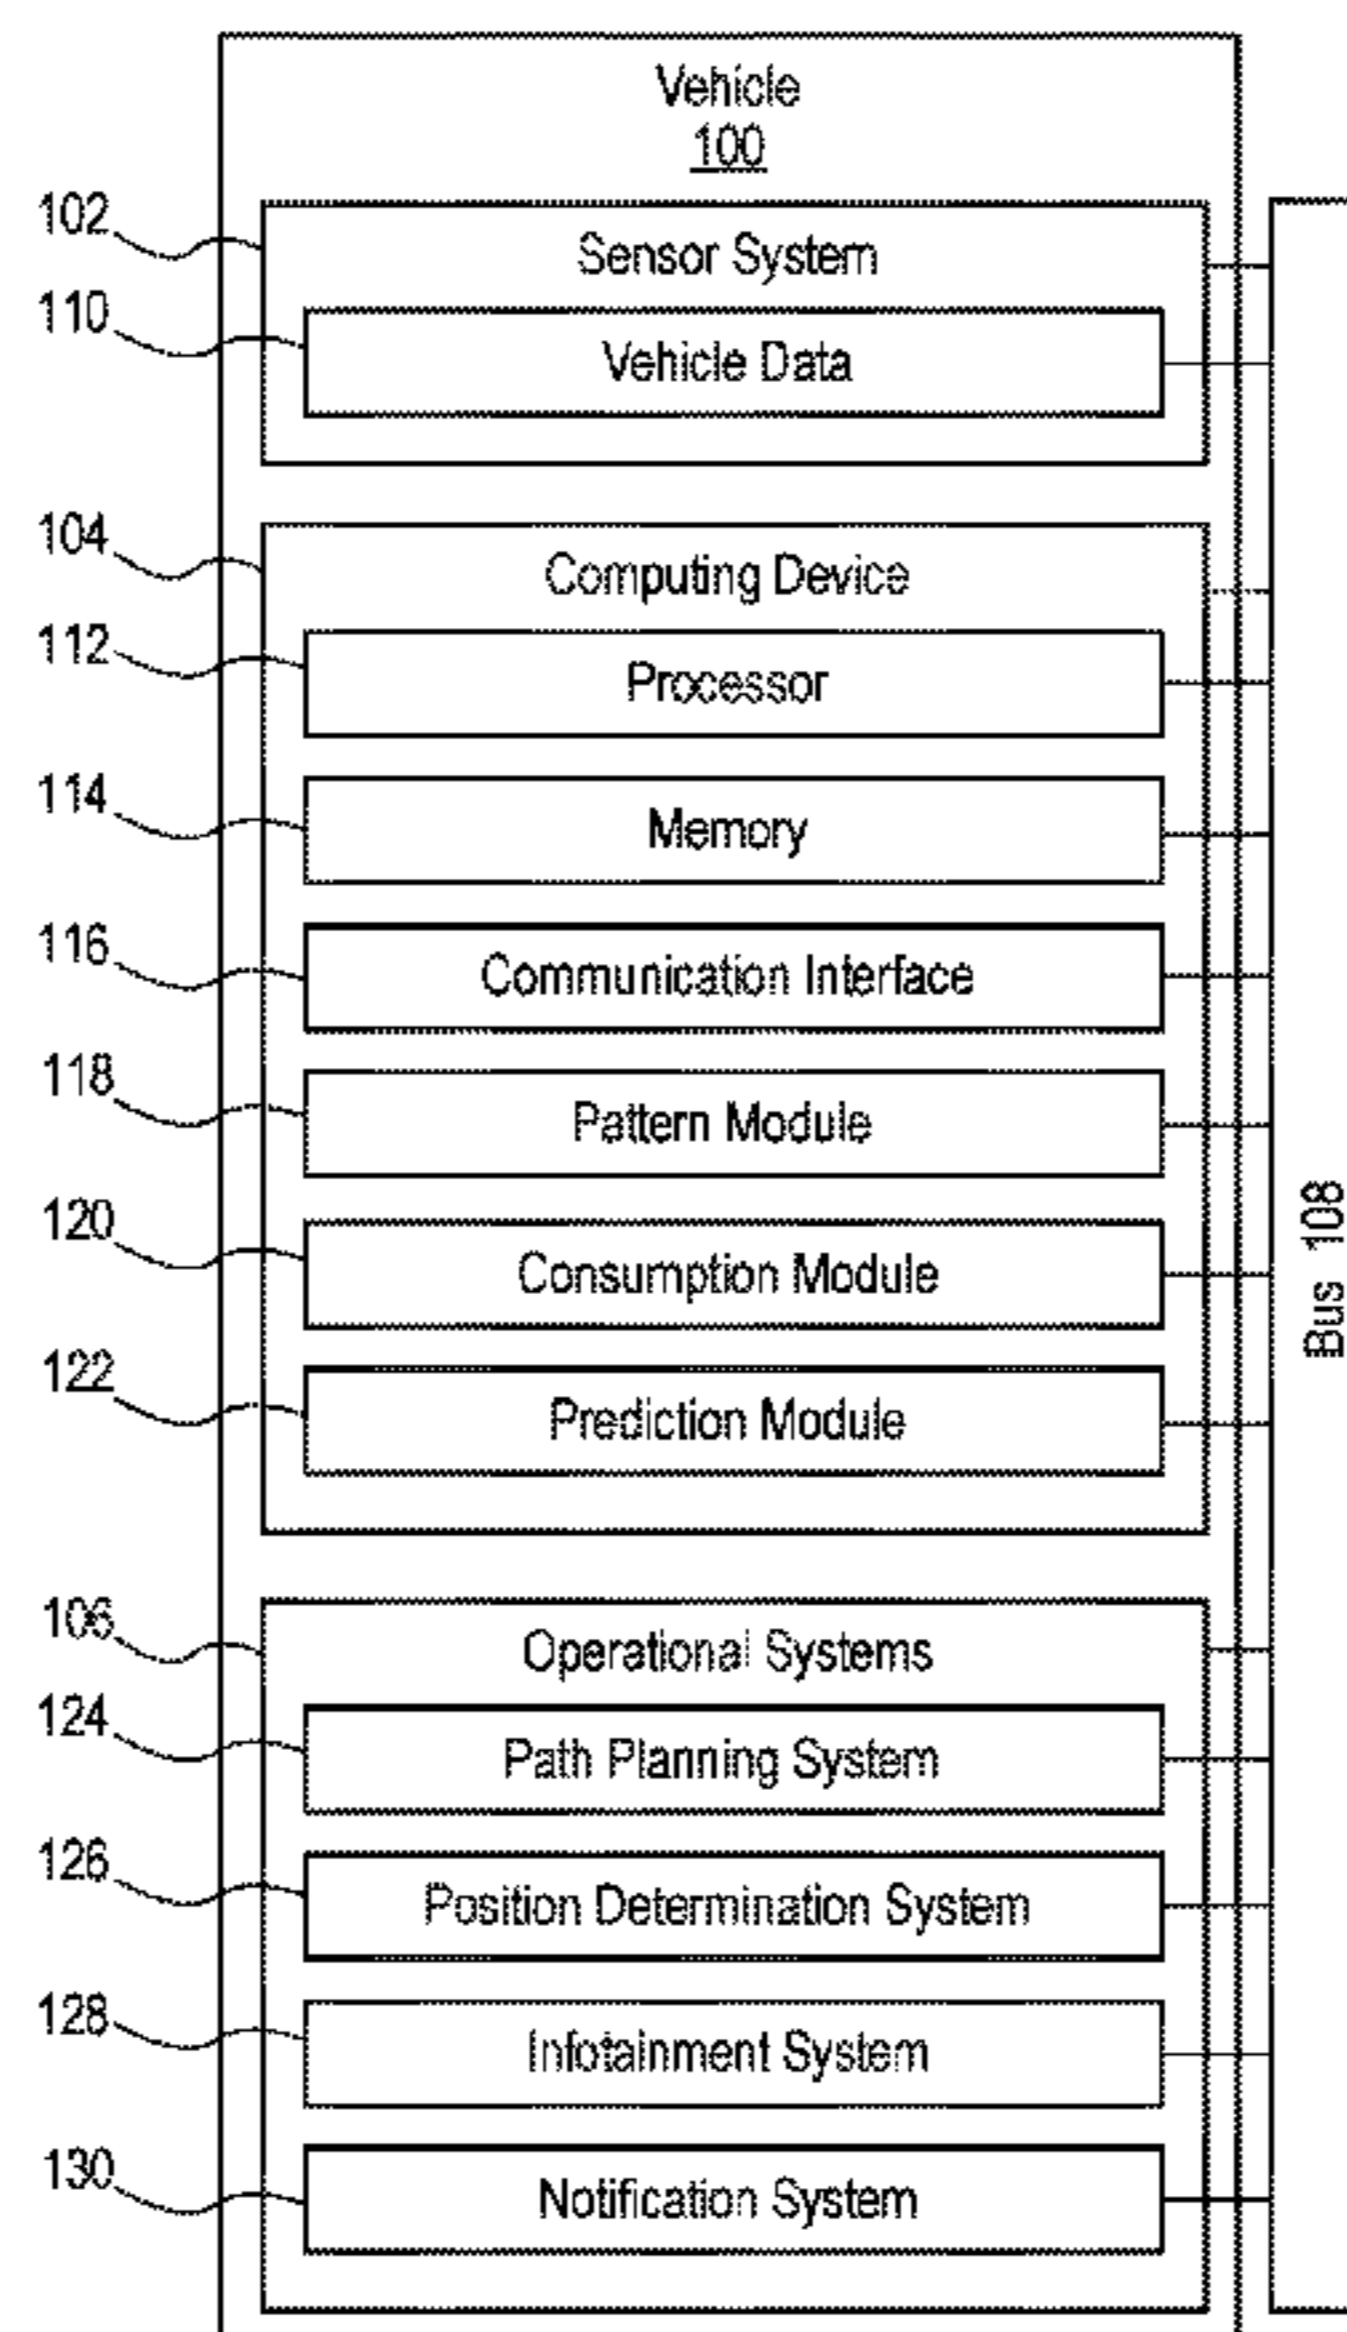 Vehicle
100
102
Sensor System
110
Vehicle Data
104
Computing Device
112
Processor
114
Memory
116
Communication Interface
118
Pattern Module
120
Consumption Module
122
Prediction Module
106
Operational Systems
124
Path Planning System
126
Position Determination System
128
Infotainment System
130
Notification System
Bus 108